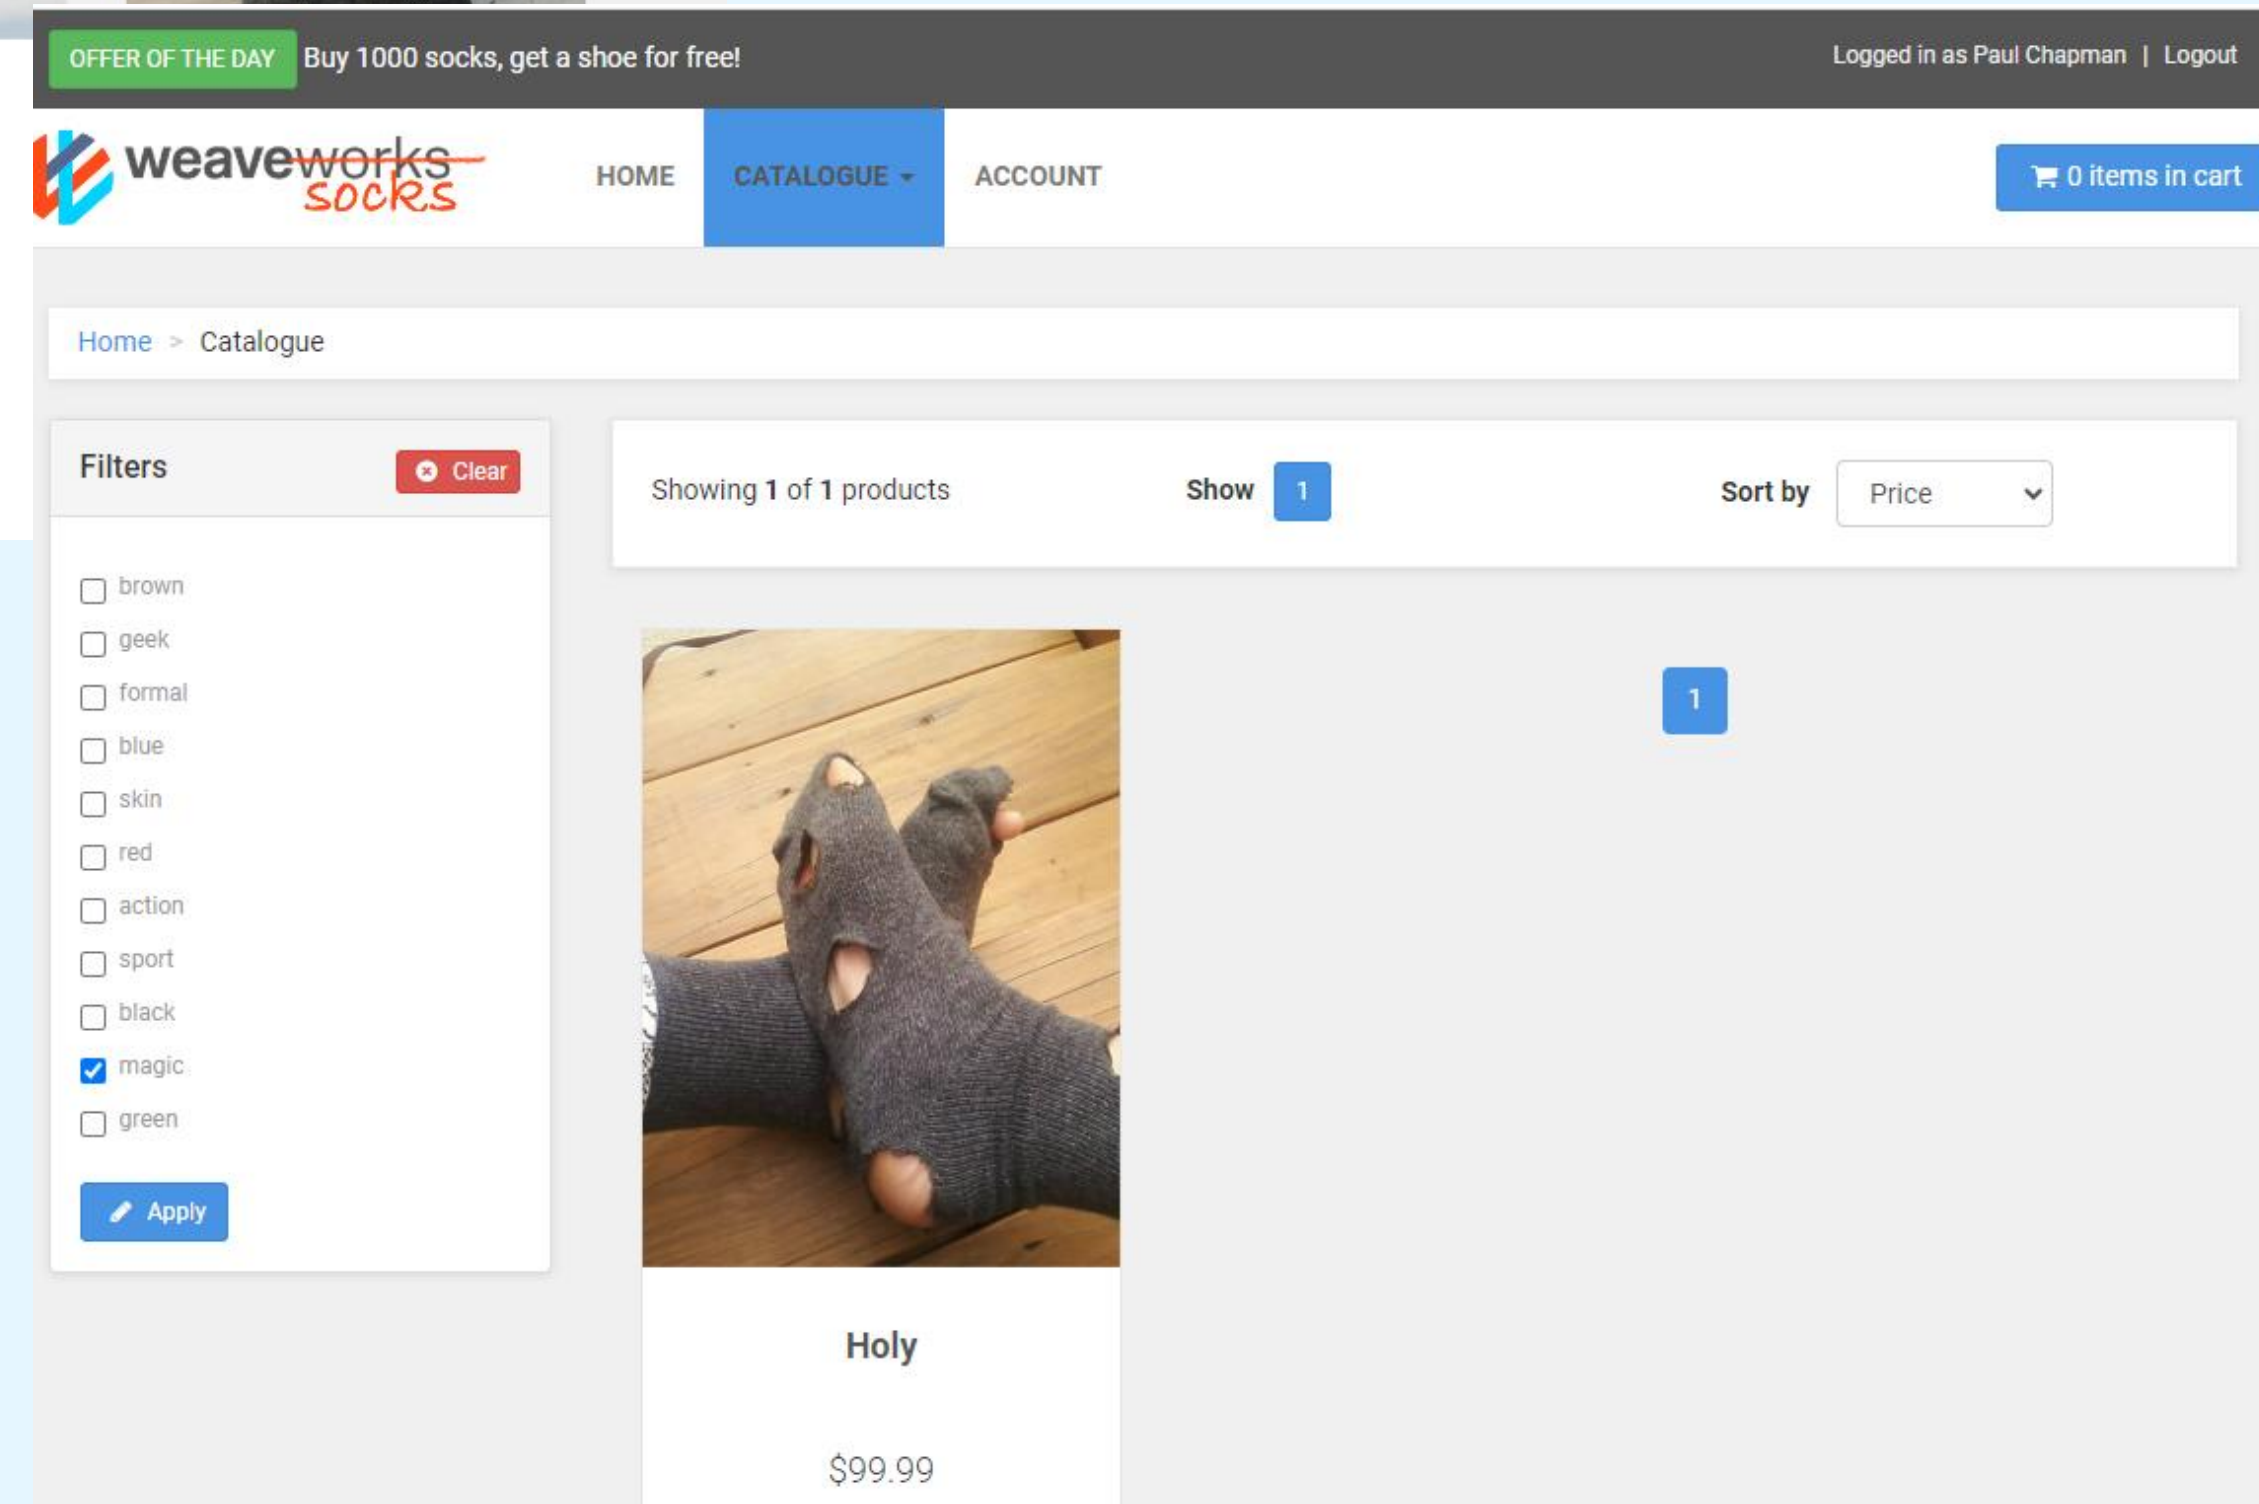 OFFER OF THE DAY Buy 1000 socks, get a shoe for free! Logged in as Paul Chapman | Logout
weaveworks
socks
HOME CATALOGUE ACCOUNT 0 items in cart
Home > Catalogue
Filters Clear
Showing 1 of 1 products Show 1 Sort by Price
brown
geek
formal
blue
skin
red
action
sport
black
magic
green
Apply
1
Holy
$99.99